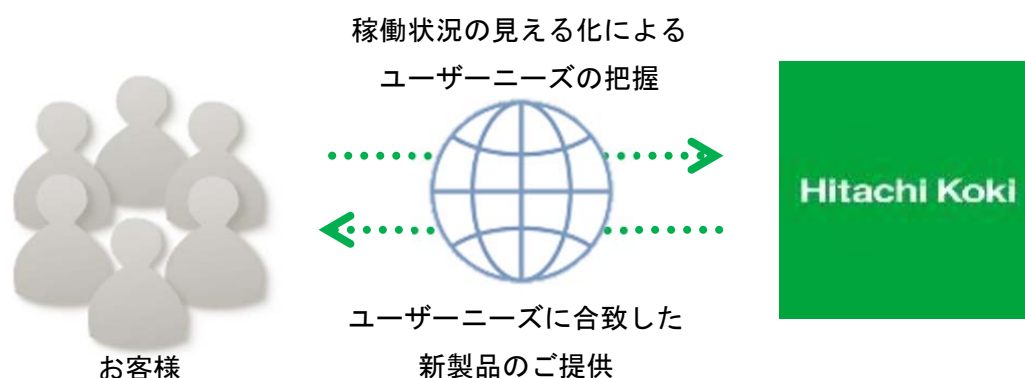 稼働状況の見える化による
ユーザーニーズの把握
Hitachi Koki
ユーザーニーズに合致した
新製品のご提供
お客様